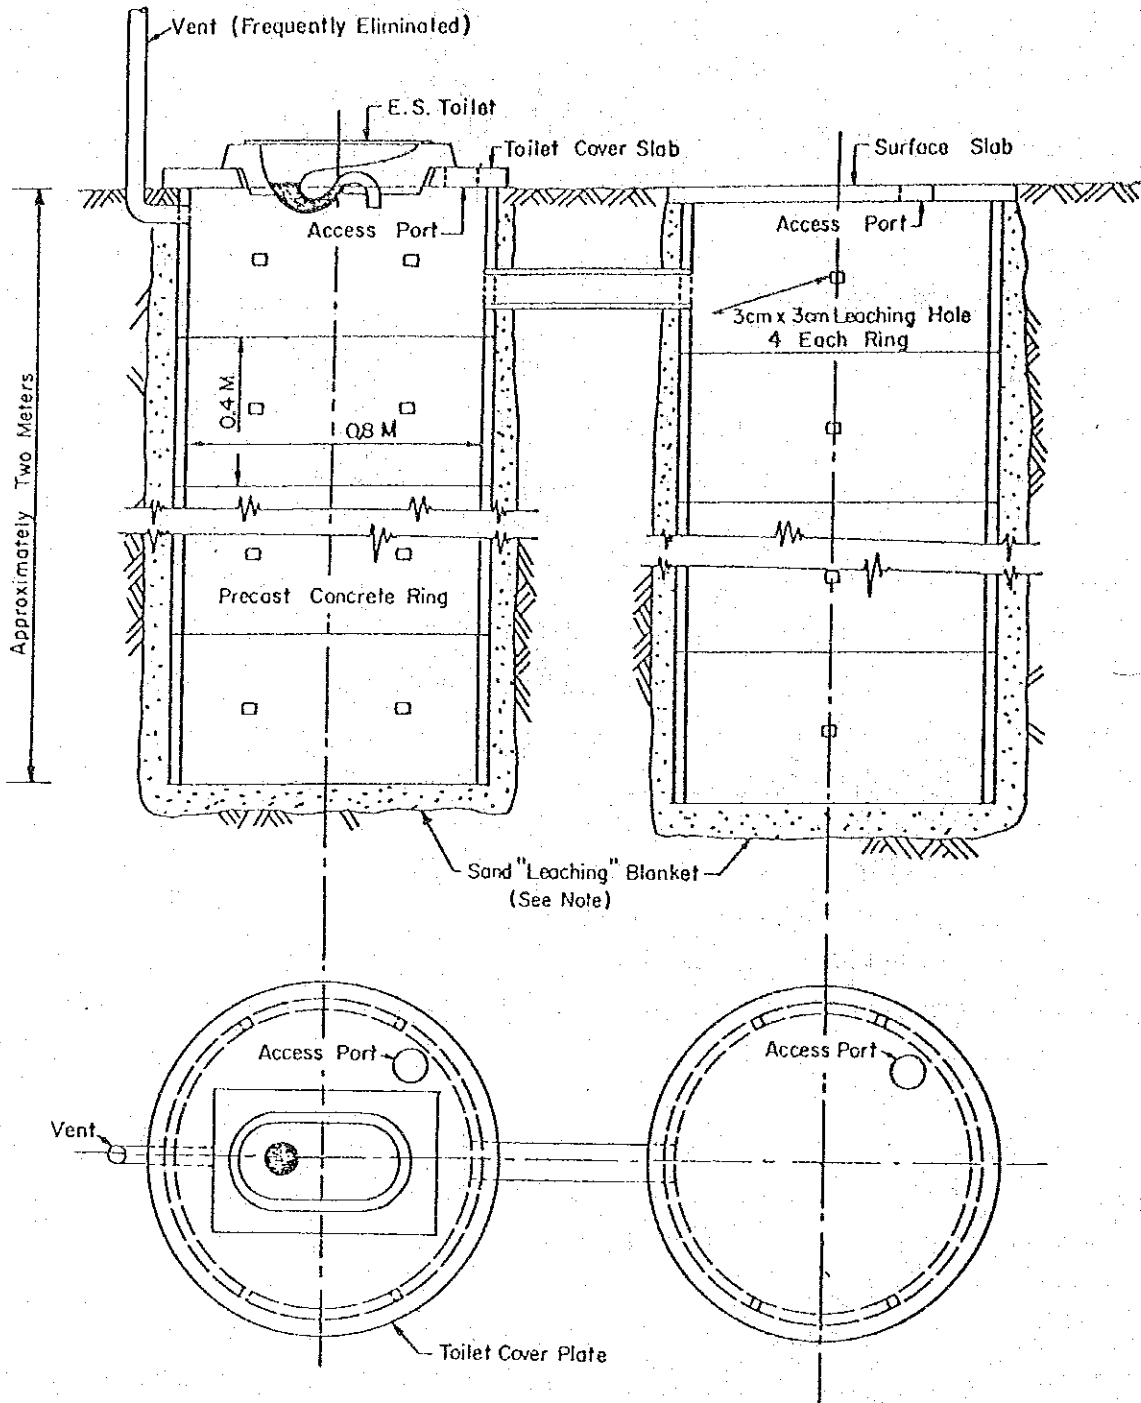 Vent (Frequently Eliminated)
E.S. Toilet
Toilet Cover Slab
Surface Slab
Access Port
Access Port
3cm x 3cm Leaching Hole
4 Each Ring
0.4 M
0.8 M
Approximately Two Meters
Precast Concrete Ring
Sand "Leaching" Blanket
(See Note)
Access Port
Access Port
Vent
Toilet Cover Plate